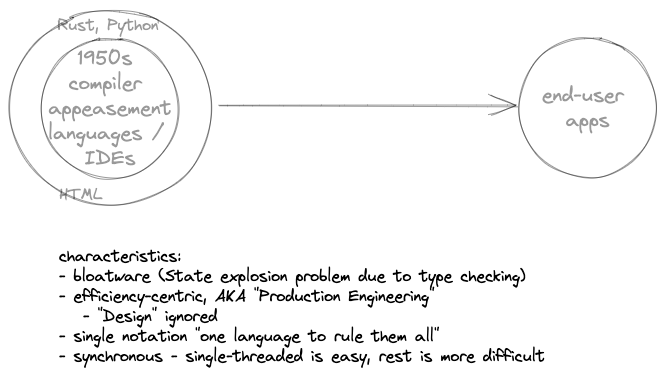 Rust, Python
1950s
compiler
appeasement
languages /
IDEs
HTML
end-user
apps
characteristics:
- bloatware (State explosion problem due to type checking)
- efficiency-centric, AKA "Production Engineering"
- "Design" ignored
- single notation "one language to rule them all"
- synchronous - single-threaded is easy, rest is more difficult